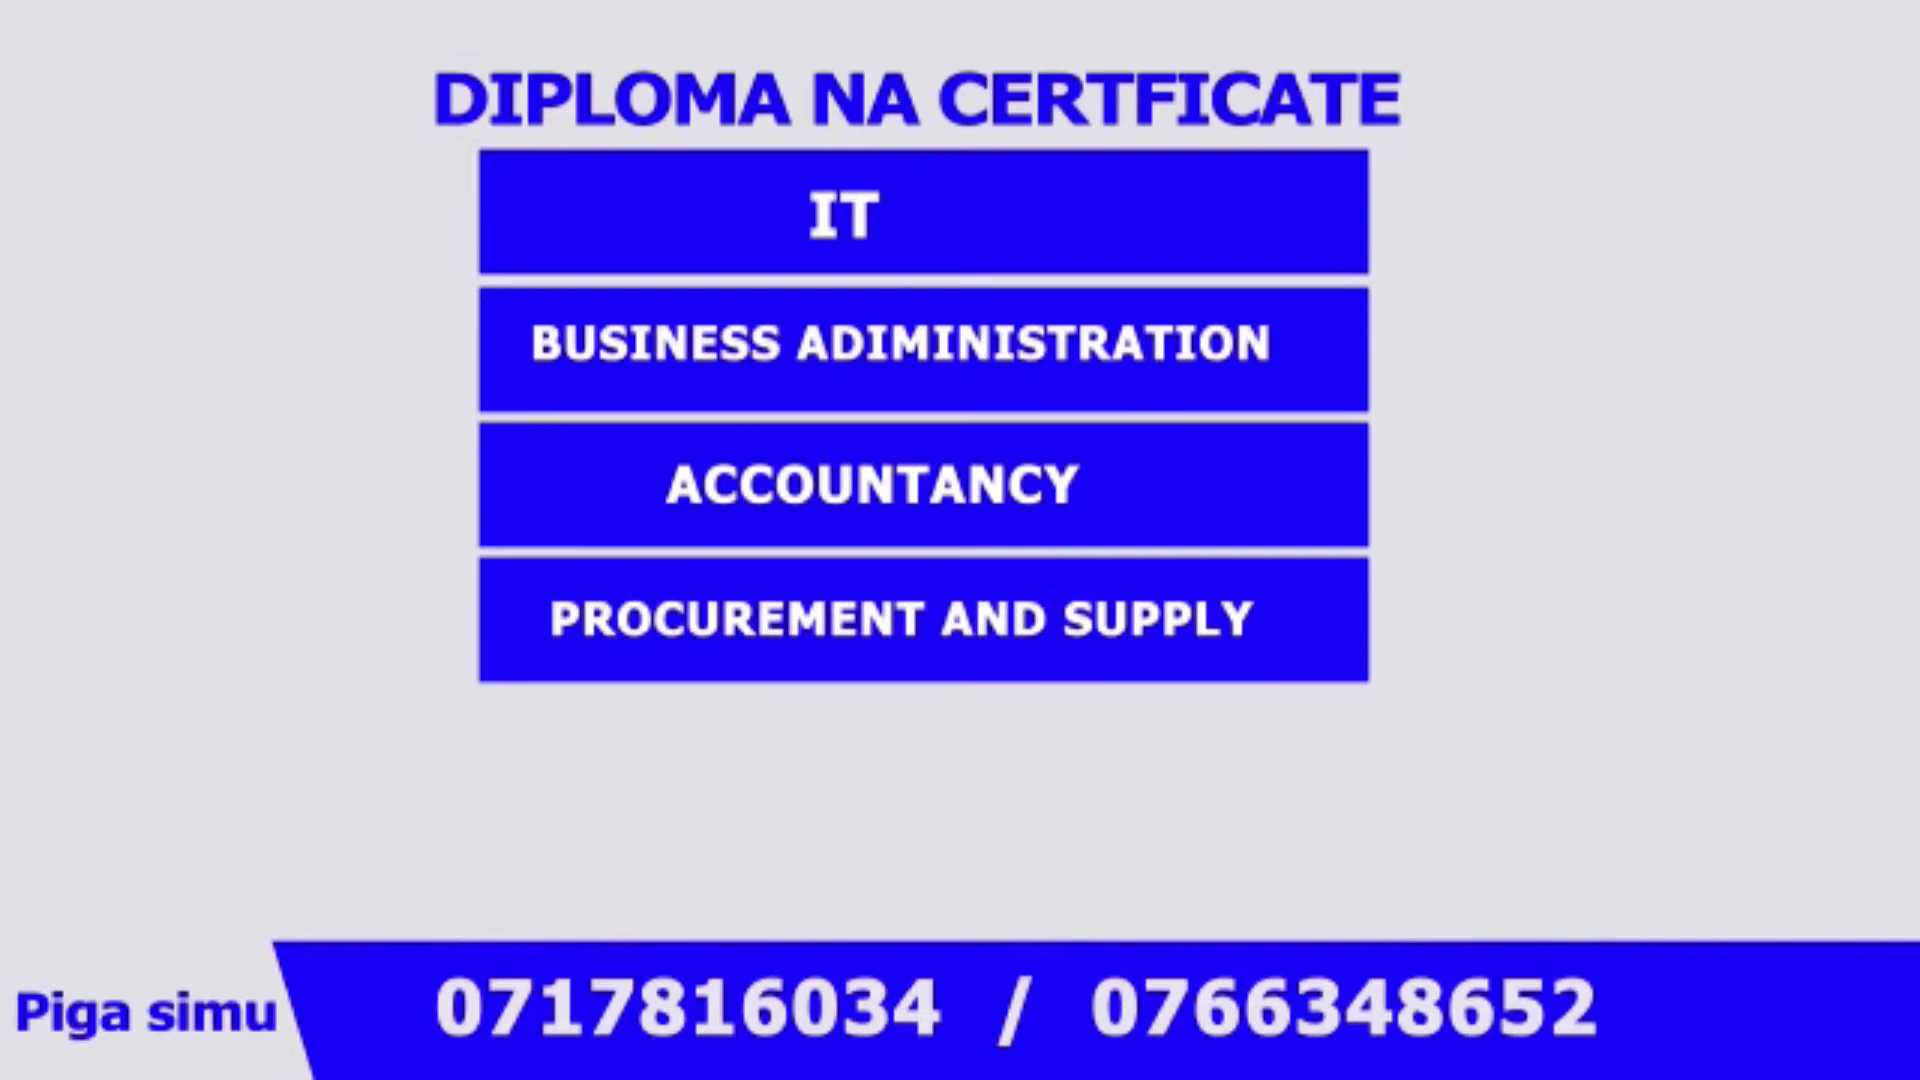 DIPLOMA NA CERTFICATE
IT
BUSINESS ADIMINISTRATION
ACCOUNTANCY
PROCUREMENT AND SUPPLY
Piga simu 0717816034 / 0766348652